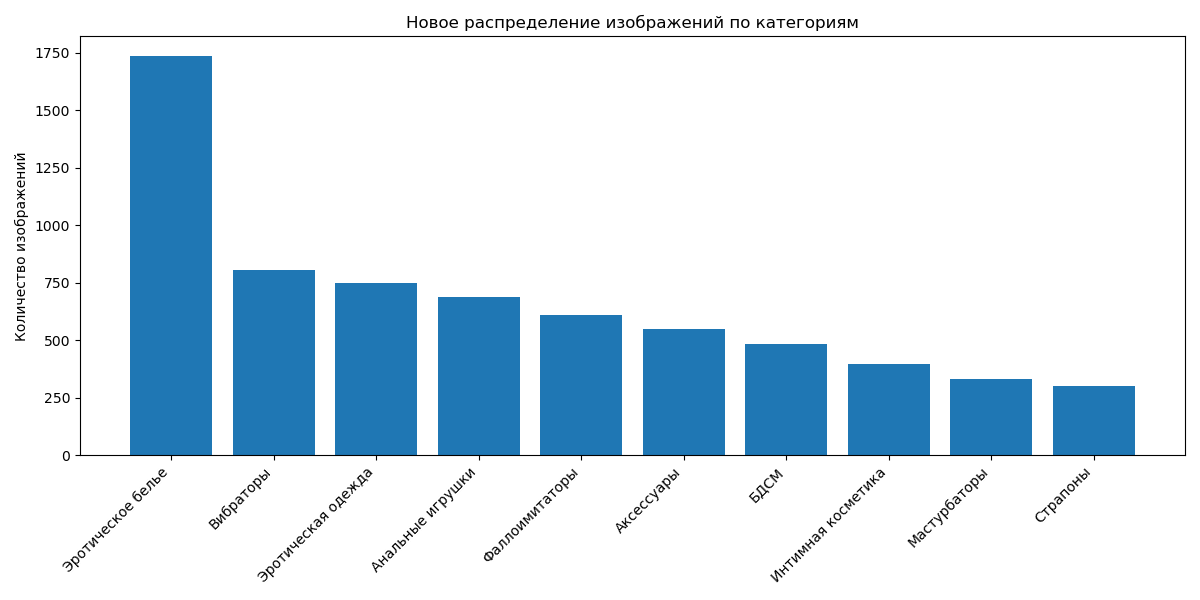 Новое распределение изображений по категориям
Количество изображений
1750
1500
1250
1000
750
500
250
0
Эротическое белье
Вибраторы
Эротическая одежда
Анальные игрушки
Фаллоимитаторы
Аксессуары
БДСМ
Интимная косметика
Мастурбаторы
Страпоны